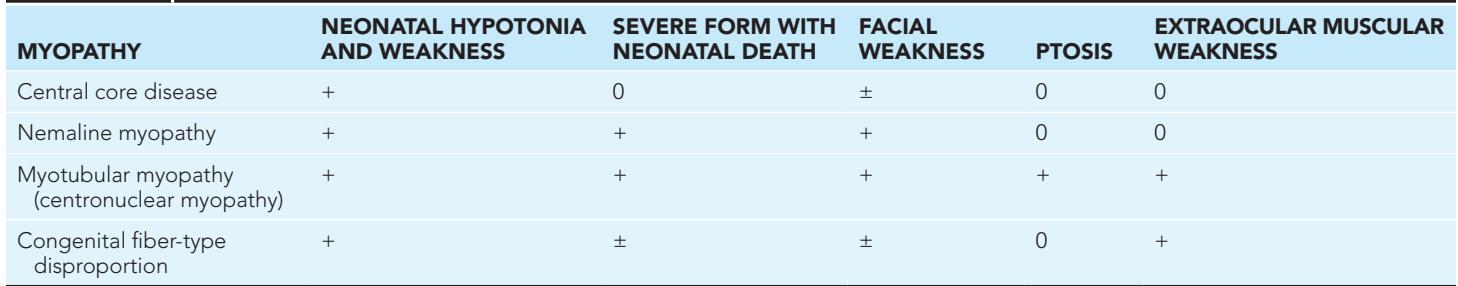 MYOPATHY NEONATAL HYPOTONIA AND WEAKNESS SEVERE FORM WITH NEONATAL DEATH FACIAL WEAKNESS PTOSIS EXTRAOCULAR MUSCULAR WEAKNESS
Central core disease + 0 ± 0 0
Nemaline myopathy + + + 0 0
Myotubular myopathy + + + + +
(centronuclear myopathy)
Congenital fiber-type + ± ± 0 +
disproportion